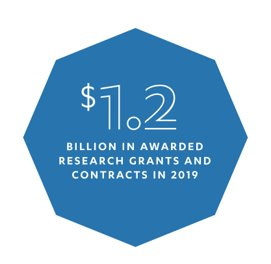 $1.2
BILLION IN AWARDED
RESEARCH GRANTS AND
CONTRACTS IN 2019